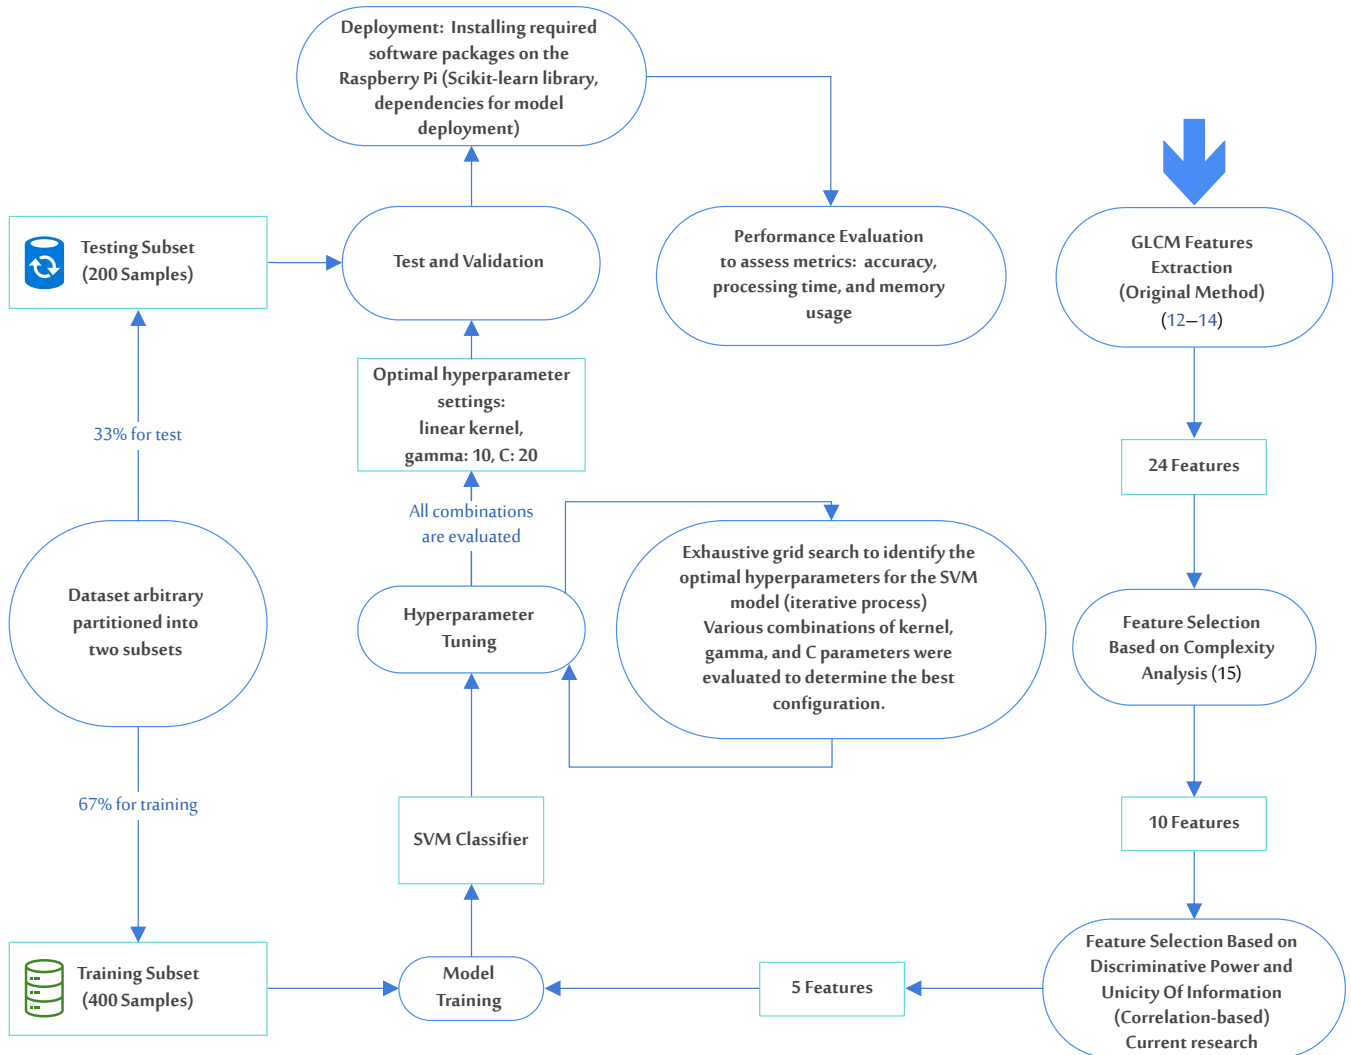 Deployment: Installing required
software packages on the
Raspberry Pi (Scikit-learn library,
dependencies for model
deployment)
Testing Subset
(200 Samples)
Test and Validation
Performance Evaluation
to assess metrics: accuracy,
processing time, and memory
usage
GLCM Features
Extraction
(Original Method)
(12–14)
Optimal hyperparameter
settings:
linear kernel,
gamma: 10, C: 20
33% for test
24 Features
All combinations
are evaluated
Exhaustive grid search to identify the
optimal hyperparameters for the SVM
model (iterative process)
Various combinations of kernel,
gamma, and C parameters were
evaluated to determine the best
configuration.
Dataset arbitrary
partitioned into
two subsets
Hyperparameter
Tuning
Feature Selection
Based on Complexity
Analysis (15)
67% for training
SVM Classifier
10 Features
Training Subset
(400 Samples)
Model
Training
5 Features
Feature Selection Based on
Discriminative Power and
Unicity Of Information
(Correlation-based)
Current research